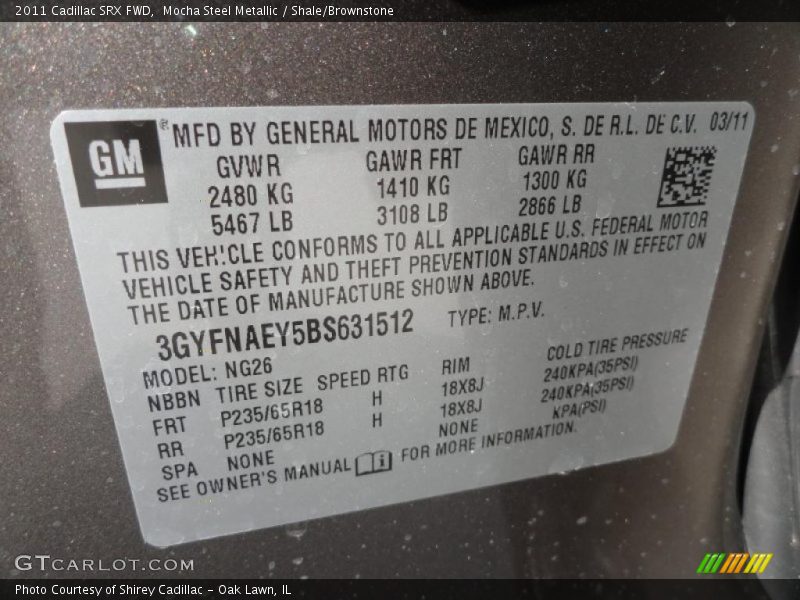 2011 Cadillac SRX FWD, Mocha Steel Metallic / Shale/Brownstone
GM
® MFD BY GENERAL MOTORS DE MEXICO, S. DE R.L. DE C.V. 03/11
GVWR GAWR FRT GAWR RR
2480 KG 1410 KG 1300 KG
5467 LB 3108 LB 2866 LB
THIS VEHICLE CONFORMS TO ALL APPLICABLE U.S. FEDERAL MOTOR
VEHICLE SAFETY AND THEFT PREVENTION STANDARDS IN EFFECT ON
THE DATE OF MANUFACTURE SHOWN ABOVE.
3GYFNAEY5BS631512 TYPE: M.P.V.
MODEL: NG26
NBBN TIRE SIZE SPEED RTG RIM COLD TIRE PRESSURE
FRT P235/65R18 H 18X8J 240KPA(35PSI)
RR P235/65R18 H 18X8J 240KPA(35PSI)
SPA NONE NONE KPA(PSI)
SEE OWNER'S MANUAL FOR MORE INFORMATION.
GTCARLOT.COM
Photo Courtesy of Shirey Cadillac – Oak Lawn, IL